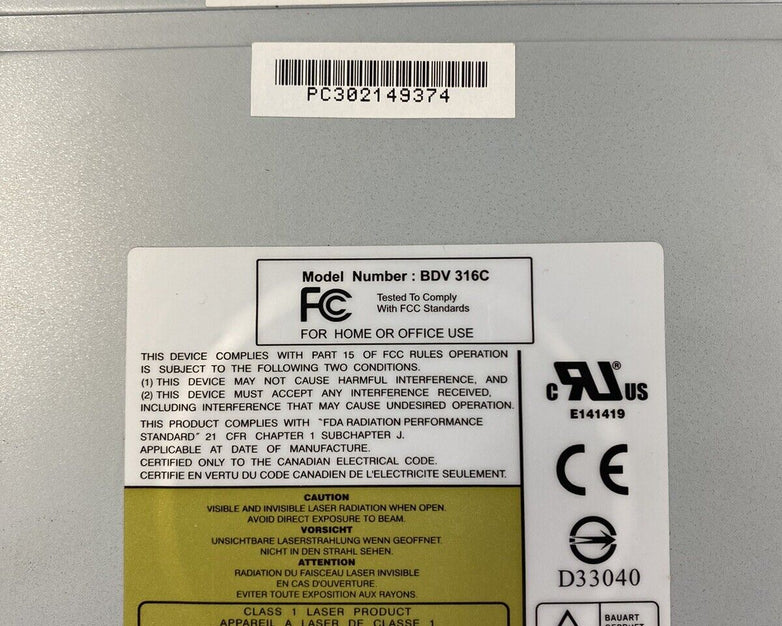 PC302149374
Model Number : BDV 316C
FC
Tested To Comply
With FCC Standards
FOR HOME OR OFFICE USE
THIS DEVICE COMPLIES WITH PART 15 OF FCC RULES OPERATION
IS SUBJECT TO THE FOLLOWING TWO CONDITIONS.
(1) THIS DEVICE MAY NOT CAUSE HARMFUL INTERFERENCE, AND
(2) THIS DEVICE MUST ACCEPT ANY INTERFERENCE RECEIVED,
INCLUDING INTERFERENCE THAT MAY CAUSE UNDESIRED OPERATION.
THIS PRODUCT COMPLIES WITH "FDA RADIATION PERFORMANCE
STANDARD" 21 CFR CHAPTER 1 SUBCHAPTER J.
APPLICABLE AT DATE OF MANUFACTURE.
CERTIFIED ONLY TO THE CANADIAN ELECTRICAL CODE.
CERTIFIE EN VERTU DU CODE CANADIEN DE L'ELECTRICITE SEULEMENT.
c RU® US
E141419
CE
D33040
CAUTION
VISIBLE AND INVISIBLE LASER RADIATION WHEN OPEN.
AVOID DIRECT EXPOSURE TO BEAM.
VORSICHT
UNSICHTBARE LASERSTRAHLUNG WENN GEOFFNET.
NICHT IN DEN STRAHL SEHEN.
ATTENTION
RADIATION DU FAISCEAU LASER INVISIBLE
EN CAS D'OUVERTURE.
EVITER TOUTE EXPOSITION AUX RAYONS.
CLASS 1 LASER PRODUCT
APPAREIL A LASER DE CLASSE 1
BAUART